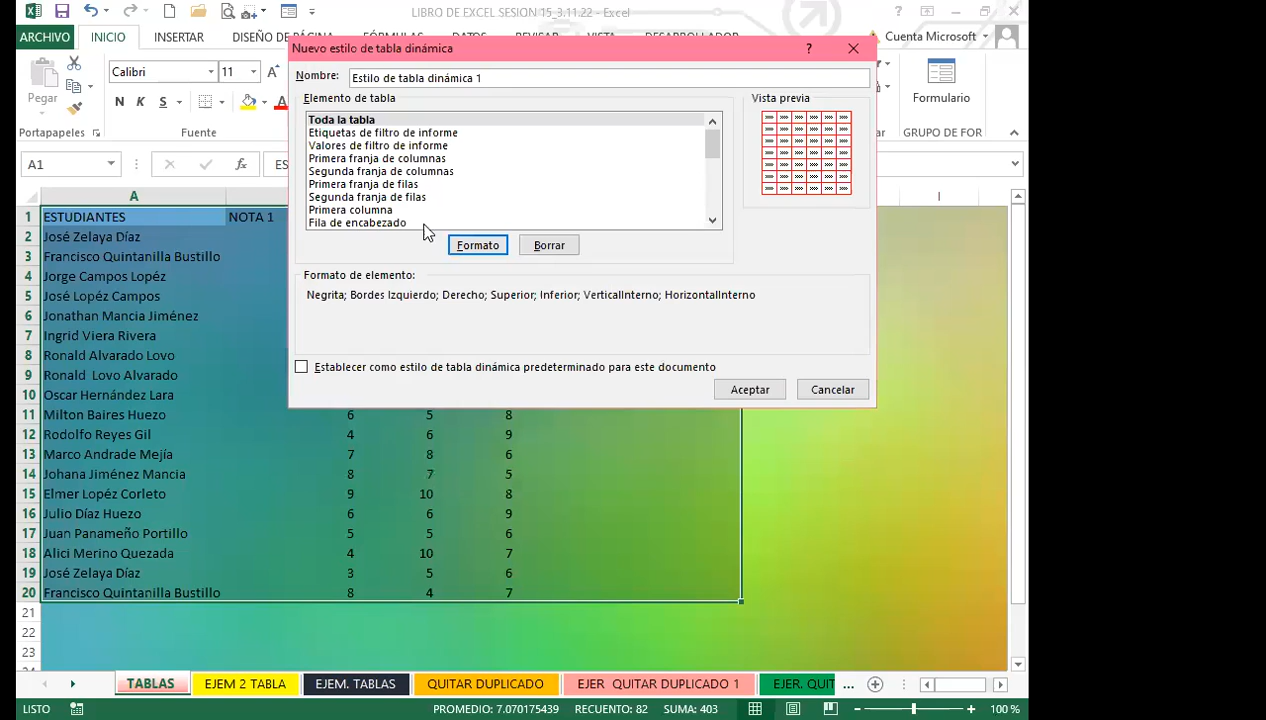 LIBRO DE EXCEL SESION 15_3.11.22 - Excel
ARCHIVO INICIO INSERTAR DISEÑO DE Cuenta Microsoft
Nuevo estilo de tabla dinámica
Nombre: Estilo de tabla dinámica 1
Elemento de tabla
Vista previa
Toda la tabla
Etiquetas de filtro de informe
Valores de filtro de informe
Primera franja de columnas
Segunda franja de columnas
Primera franja de filas
Segunda franja de filas
Primera columna
Fila de encabezado
Formato Borrar
Formato de elemento:
Negrita; Bordes Izquierdo; Derecho; Superior; Inferior; VerticalInterno; HorizontalInterno
Establecer como estilo de tabla dinámica predeterminado para este documento
Aceptar Cancelar
Pegar
Calibri 11
N K S
Portapapeles Fuente
Formulario
GRUPO DE FOR
A1 fx ES
A I
1 ESTUDIANTES NOTA 1
2 José Zelaya Díaz
3 Francisco Quintanilla Bustillo
4 Jorge Campos Lopéz
5 José Lopéz Campos
6 Jonathan Mancia Jiménez
7 Ingrid Viera Rivera
8 Ronald Alvarado Lovo
9 Ronald Lovo Alvarado
10 Oscar Hernández Lara
11 Milton Baires Huezo 6 5 8
12 Rodolfo Reyes Gil 4 6 9
13 Marco Andrade Mejía 7 8 6
14 Johana Jiménez Mancia 8 7 5
15 Elmer Lopéz Corleto 9 10 8
16 Julio Díaz Huezo 6 6 9
17 Juan Panameño Portillo 5 5 6
18 Alici Merino Quezada 4 10 7
19 José Zelaya Díaz 3 5 6
20 Francisco Quintanilla Bustillo 8 4 7
21
22
23
TABLAS EJEM 2 TABLA EJEM. TABLAS QUITAR DUPLICADO EJER QUITAR DUPLICADO 1 EJER. QUIT ...
LISTO PROMEDIO: 7.070175439 RECUENTO: 82 SUMA: 403 100 %